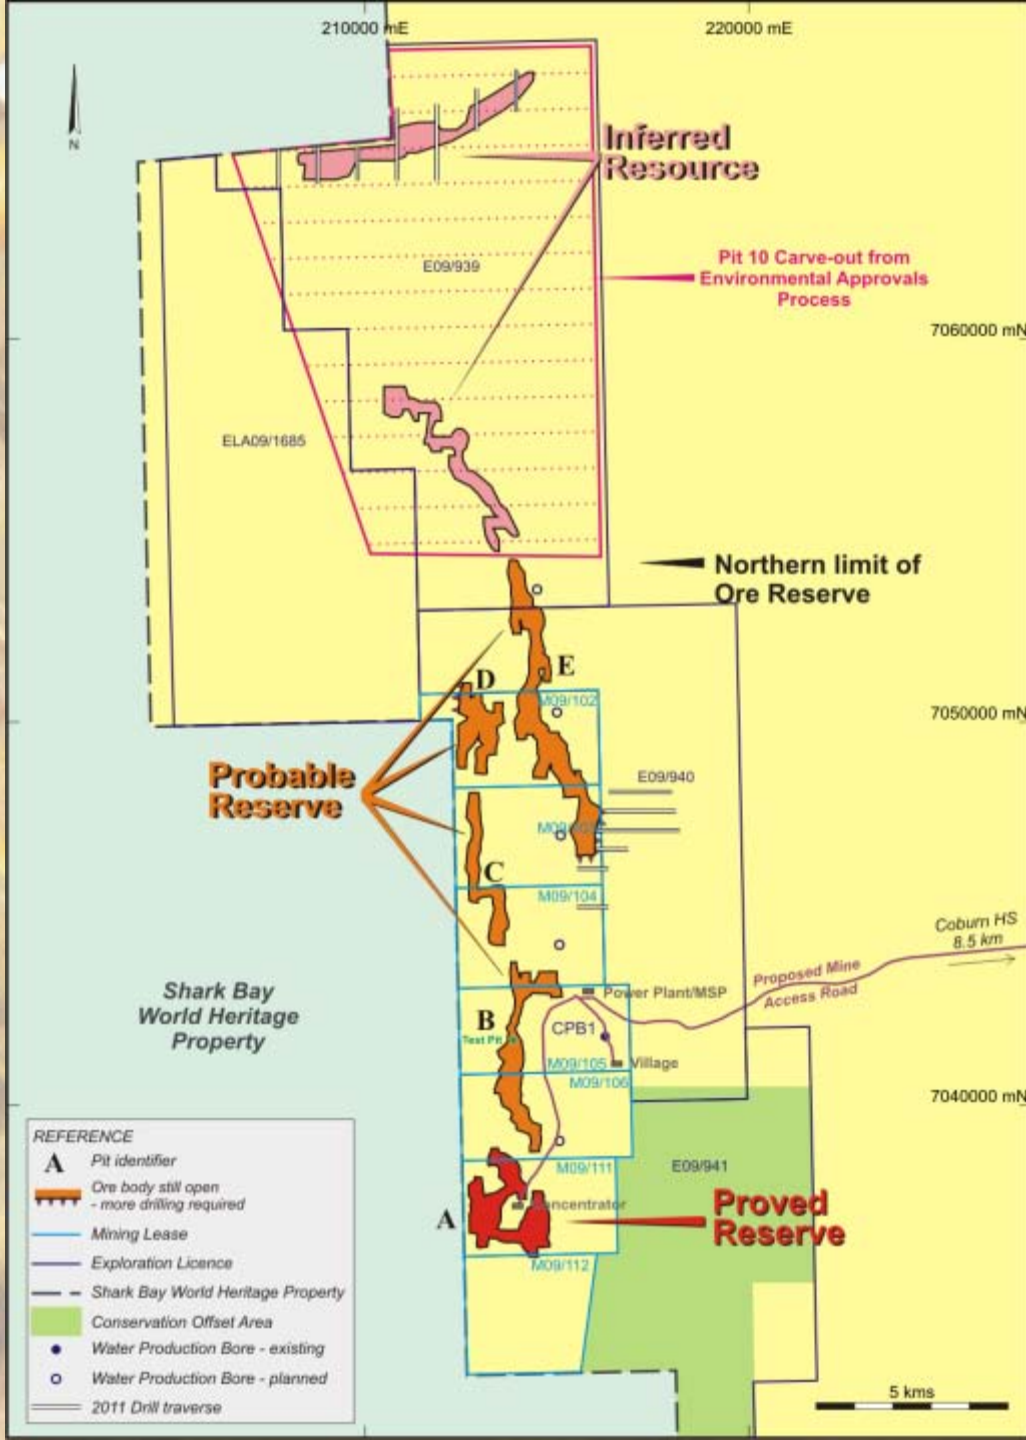 210000 mE
220000 mE
N
Inferred
Resource
E09/939
Pit 10 Carve-out from
Environmental Approvals
Process
7060000 mN
ELA09/1685
Northern limit of
Ore Reserve
E
D
M09/102
7050000 mN
Probable
Reserve
E09/940
C
M09/104
Coburn HS
8.5 km
Proposed Mine
Access Road
Shark Bay
World Heritage
Property
Power Plant/MSP
B
CPB1
Test Pit
M09/105
Village
M09/106
7040000 mN
M09/111
E09/941
A
Concentrator
Proved
Reserve
M09/112
REFERENCE
A Pit identifier
Ore body still open
- more drilling required
Mining Lease
Exploration Licence
Shark Bay World Heritage Property
Conservation Offset Area
Water Production Bore - existing
Water Production Bore - planned
2011 Drill traverse
5 kms